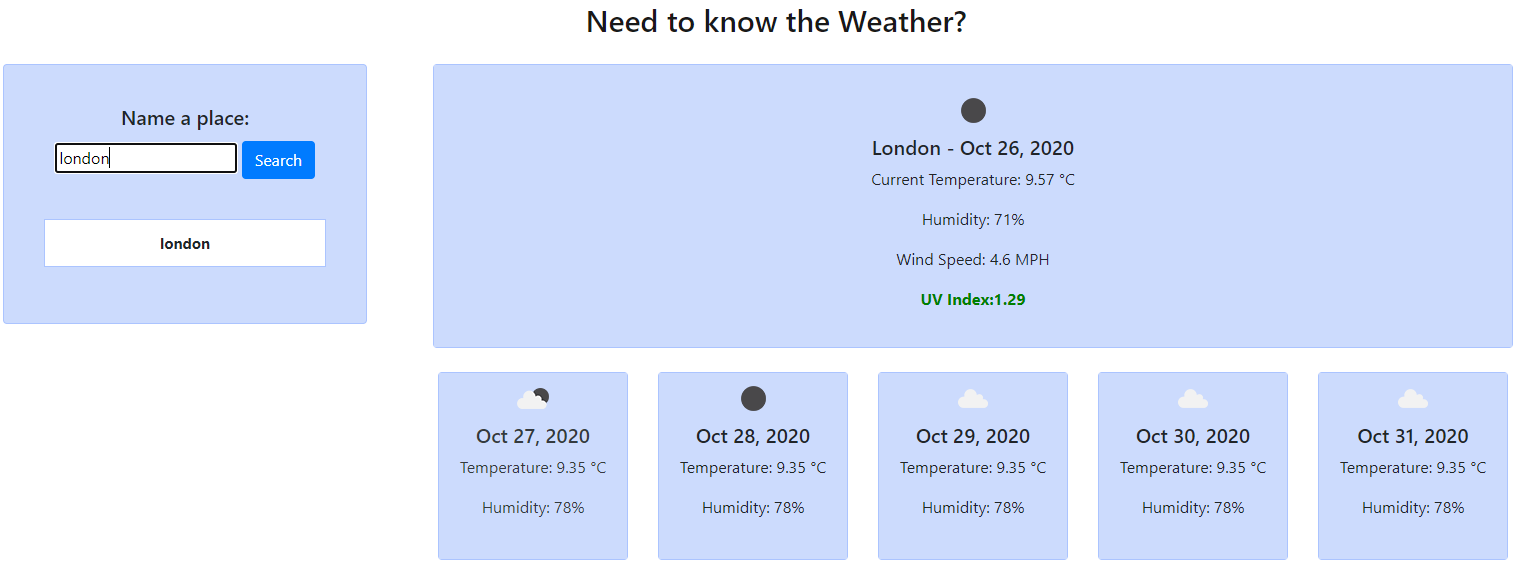 Need to know the Weather?
Name a place:
london
Search
london
London - Oct 26, 2020
Current Temperature: 9.57 °C
Humidity: 71%
Wind Speed: 4.6 MPH
UV Index:1.29
Oct 27, 2020
Temperature: 9.35 °C
Humidity: 78%
Oct 28, 2020
Temperature: 9.35 °C
Humidity: 78%
Oct 29, 2020
Temperature: 9.35 °C
Humidity: 78%
Oct 30, 2020
Temperature: 9.35 °C
Humidity: 78%
Oct 31, 2020
Temperature: 9.35 °C
Humidity: 78%